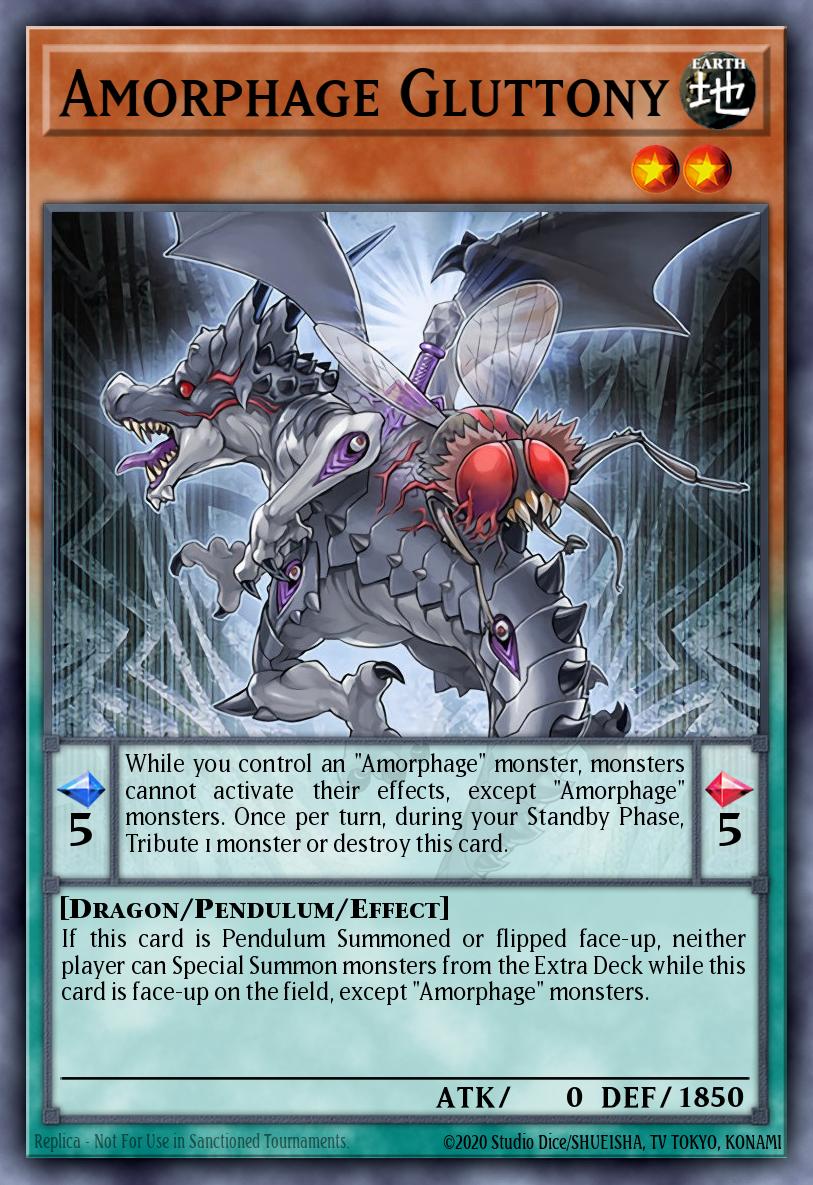 Amorphage Gluttony
EARTH
地
While you control an "Amorphage" monster, monsters
cannot activate their effects, except "Amorphage"
monsters. Once per turn, during your Standby Phase,
Tribute 1 monster or destroy this card.
5
5
[Dragon/Pendulum/Effect]
If this card is Pendulum Summoned or flipped face-up, neither
player can Special Summon monsters from the Extra Deck while this
card is face-up on the field, except "Amorphage" monsters.
ATK/ 0 DEF/1850
Replica - Not For Use in Sanctioned Tournaments.
©2020 Studio Dice/SHUEISHA, TV TOKYO, KONAMI